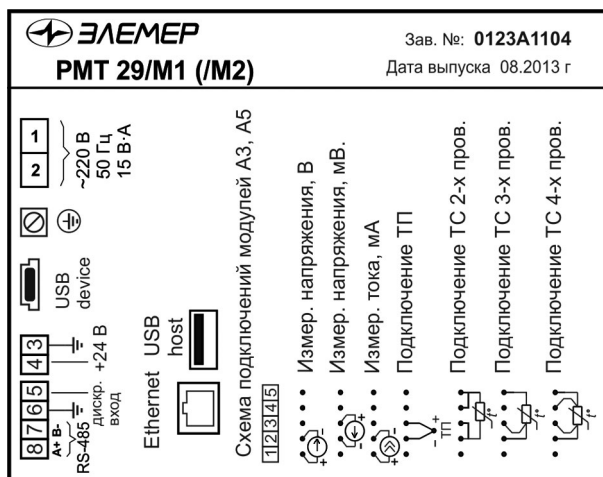 ЭЛЕМЕР
РМТ 29/М1 (/М2)
Зав. №: 0123А1104
Дата выпуска 08.2013 г
1
2
~220 В
50 Гц
15 В·А
USB
device
4 3
+24 В
8 7 6 5
A+ B-
RS-485
дискр.
вход
Ethernet
USB
host
Схема подключений модулей А3, А5
1 2 3 4 5
Измер. напряжения, В
Измер. напряжения, мВ.
Измер. тока, мА
Подключение ТП
Подключение ТС 2-х пров.
Подключение ТС 3-х пров.
Подключение ТС 4-х пров.
- +
- +
- +
- +
ТП
t°
t°
t°